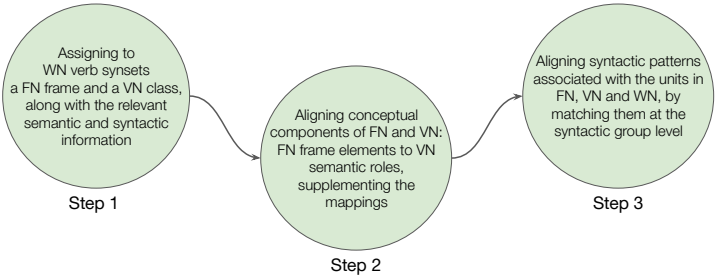 Assigning to
WN verb synsets
a FN frame and a VN class,
along with the relevant
semantic and syntactic
information
Step 1
Aligning conceptual
components of FN and VN:
FN frame elements to VN
semantic roles,
supplementing the
mappings
Step 2
Aligning syntactic patterns
associated with the units in
FN, VN and WN, by
matching them at the
syntactic group level
Step 3